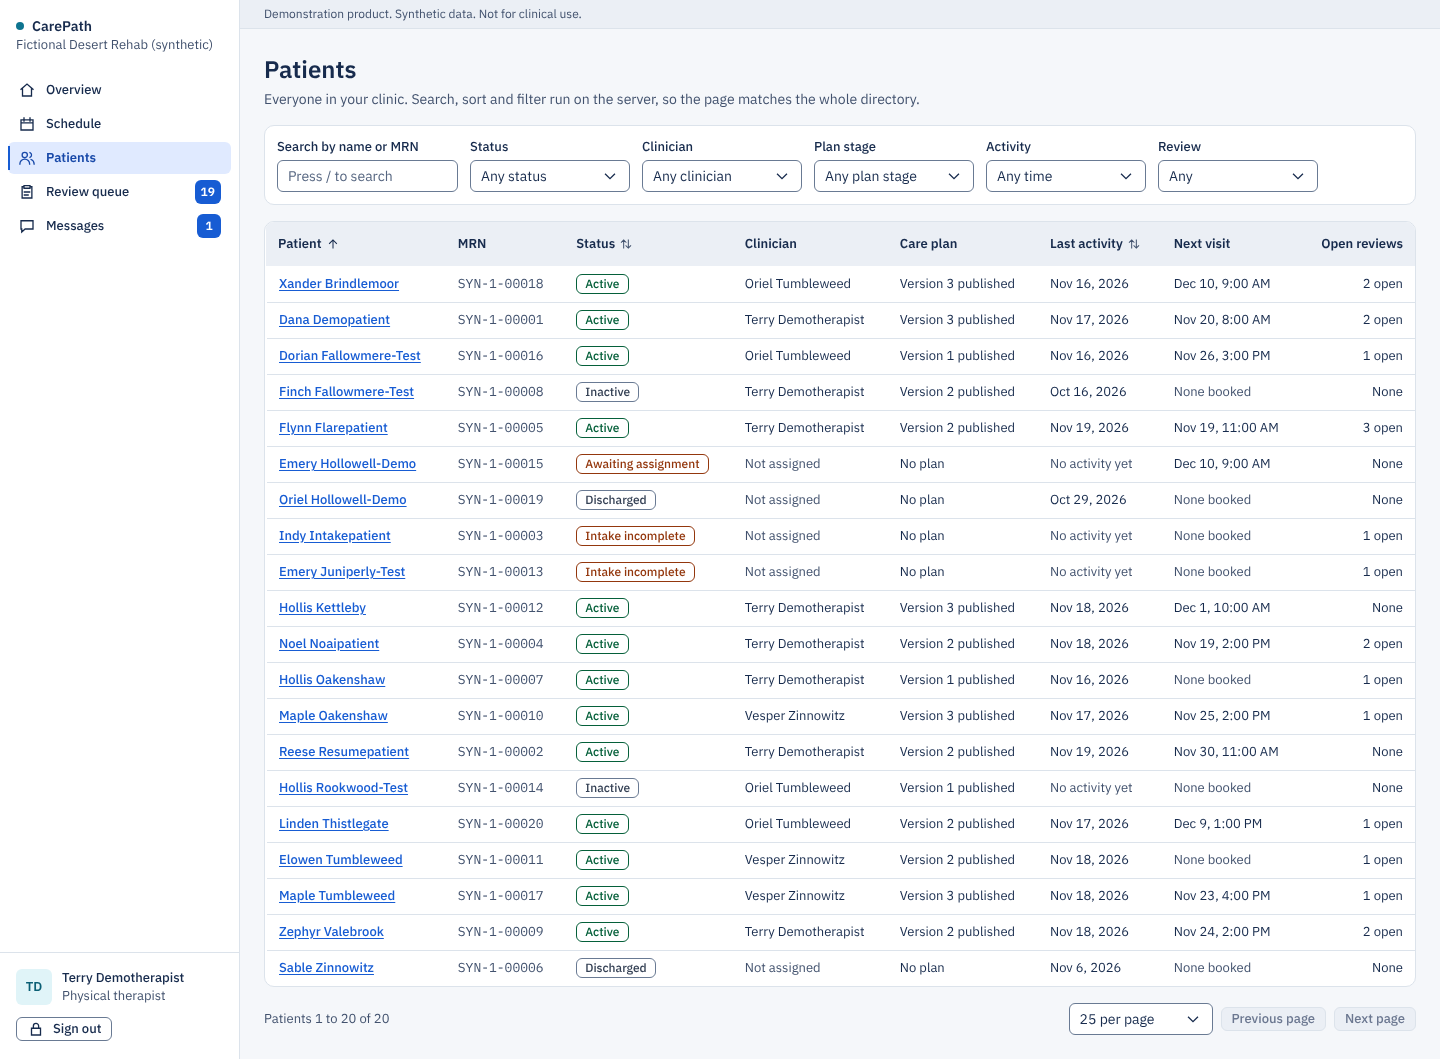 CarePath
Fictional Desert Rehab (synthetic)
Overview
Schedule
Patients
Review queue 19
Messages 1
Terry Demotherapist
TD
Physical therapist
Sign out
Demonstration product. Synthetic data. Not for clinical use.
Patients
Everyone in your clinic. Search, sort and filter run on the server, so the page matches the whole directory.
Search by name or MRN Status Clinician Plan stage Activity Review
Press / to search Any status Any clinician Any plan stage Any time Any
Patient MRN Status Clinician Care plan Last activity Next visit Open reviews
Xander Brindlemoor SYN-1-00018 Active Oriel Tumbleweed Version 3 published Nov 16, 2026 Dec 10, 9:00 AM 2 open
Dana Demopatient SYN-1-00001 Active Terry Demotherapist Version 3 published Nov 17, 2026 Nov 20, 8:00 AM 2 open
Dorian Fallowmere-Test SYN-1-00016 Active Oriel Tumbleweed Version 1 published Nov 16, 2026 Nov 26, 3:00 PM 1 open
Finch Fallowmere-Test SYN-1-00008 Inactive Terry Demotherapist Version 2 published Oct 16, 2026 None booked None
Flynn Flarepatient SYN-1-00005 Active Terry Demotherapist Version 2 published Nov 19, 2026 Nov 19, 11:00 AM 3 open
Emery Hollowell-Demo SYN-1-00015 Awaiting assignment Not assigned No plan No activity yet Dec 10, 9:00 AM None
Oriel Hollowell-Demo SYN-1-00019 Discharged Not assigned No plan Oct 29, 2026 None booked None
Indy Intakepatient SYN-1-00003 Intake incomplete Not assigned No plan No activity yet None booked 1 open
Emery Juniperly-Test SYN-1-00013 Intake incomplete Not assigned No plan No activity yet None booked 1 open
Hollis Kettleby SYN-1-00012 Active Terry Demotherapist Version 3 published Nov 18, 2026 Dec 1, 10:00 AM None
Noel Noaipatient SYN-1-00004 Active Terry Demotherapist Version 2 published Nov 18, 2026 Nov 19, 2:00 PM 2 open
Hollis Oakenshaw SYN-1-00007 Active Terry Demotherapist Version 1 published Nov 16, 2026 None booked 1 open
Maple Oakenshaw SYN-1-00010 Active Vesper Zinnowitz Version 3 published Nov 17, 2026 Nov 25, 2:00 PM 1 open
Reese Resumepatient SYN-1-00002 Active Terry Demotherapist Version 2 published Nov 19, 2026 Nov 30, 11:00 AM None
Hollis Rookwood-Test SYN-1-00014 Inactive Oriel Tumbleweed Version 1 published No activity yet None booked None
Linden Thistlegate SYN-1-00020 Active Oriel Tumbleweed Version 2 published Nov 17, 2026 Dec 9, 1:00 PM 1 open
Elowen Tumbleweed SYN-1-00011 Active Vesper Zinnowitz Version 2 published Nov 18, 2026 None booked 1 open
Maple Tumbleweed SYN-1-00017 Active Vesper Zinnowitz Version 3 published Nov 18, 2026 Nov 23, 4:00 PM 1 open
Zephyr Valebrook SYN-1-00009 Active Terry Demotherapist Version 2 published Nov 18, 2026 Nov 24, 2:00 PM 2 open
Sable Zinnowitz SYN-1-00006 Discharged Not assigned No plan Nov 6, 2026 None booked None
Patients 1 to 20 of 20 25 per page Previous page Next page